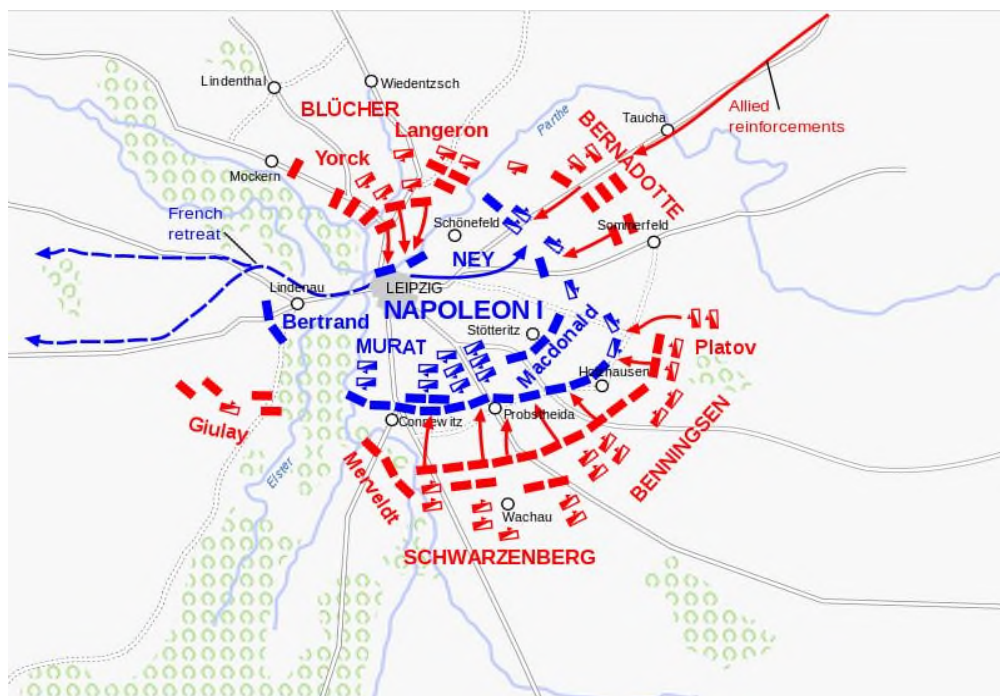 Lindenthal
Wiedentzsch
BLÜCHER
Langeron
Parthe
Taucha
Allied
reinforcements
BERNADOTTE
Yorck
Mockern
French
retreat
Schönefeld
Sommerfeld
NEY
Lindenau
LEIPZIG
NAPOLEON I
Bertrand
Stötteritz
MURAT
Macdonald
Platov
Holzhausen
Connewitz
Probstheida
Giulay
Elster
Merveldt
BENNINGSEN
Wachau
SCHWARZENBERG